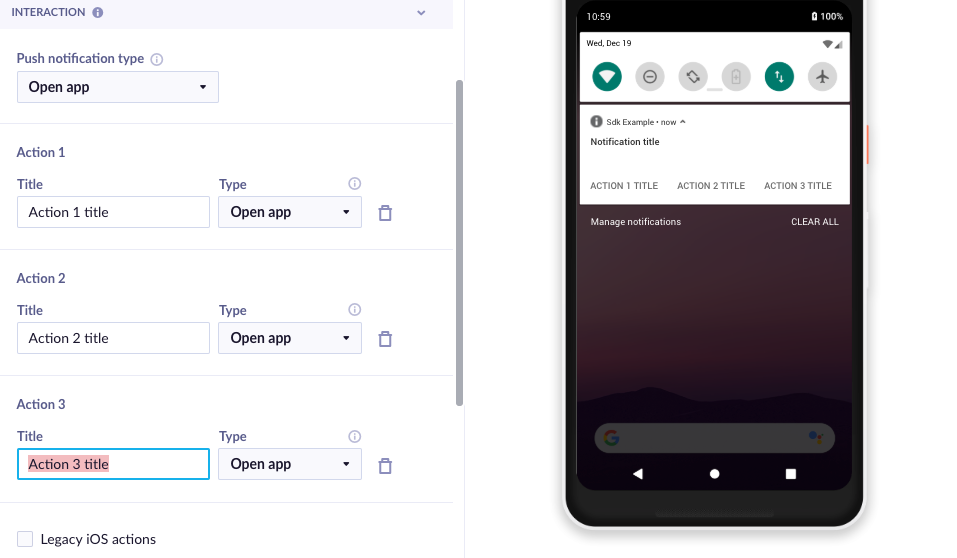 INTERACTION
Push notification type
Open app
Action 1
Title
Type
Action 1 title
Open app
Action 2
Title
Type
Action 2 title
Open app
Action 3
Title
Type
Action 3 title
Open app
Legacy iOS actions
10:59
100%
Wed, Dec 19
Sdk Example • now
Notification title
ACTION 1 TITLE ACTION 2 TITLE ACTION 3 TITLE
Manage notifications CLEAR ALL